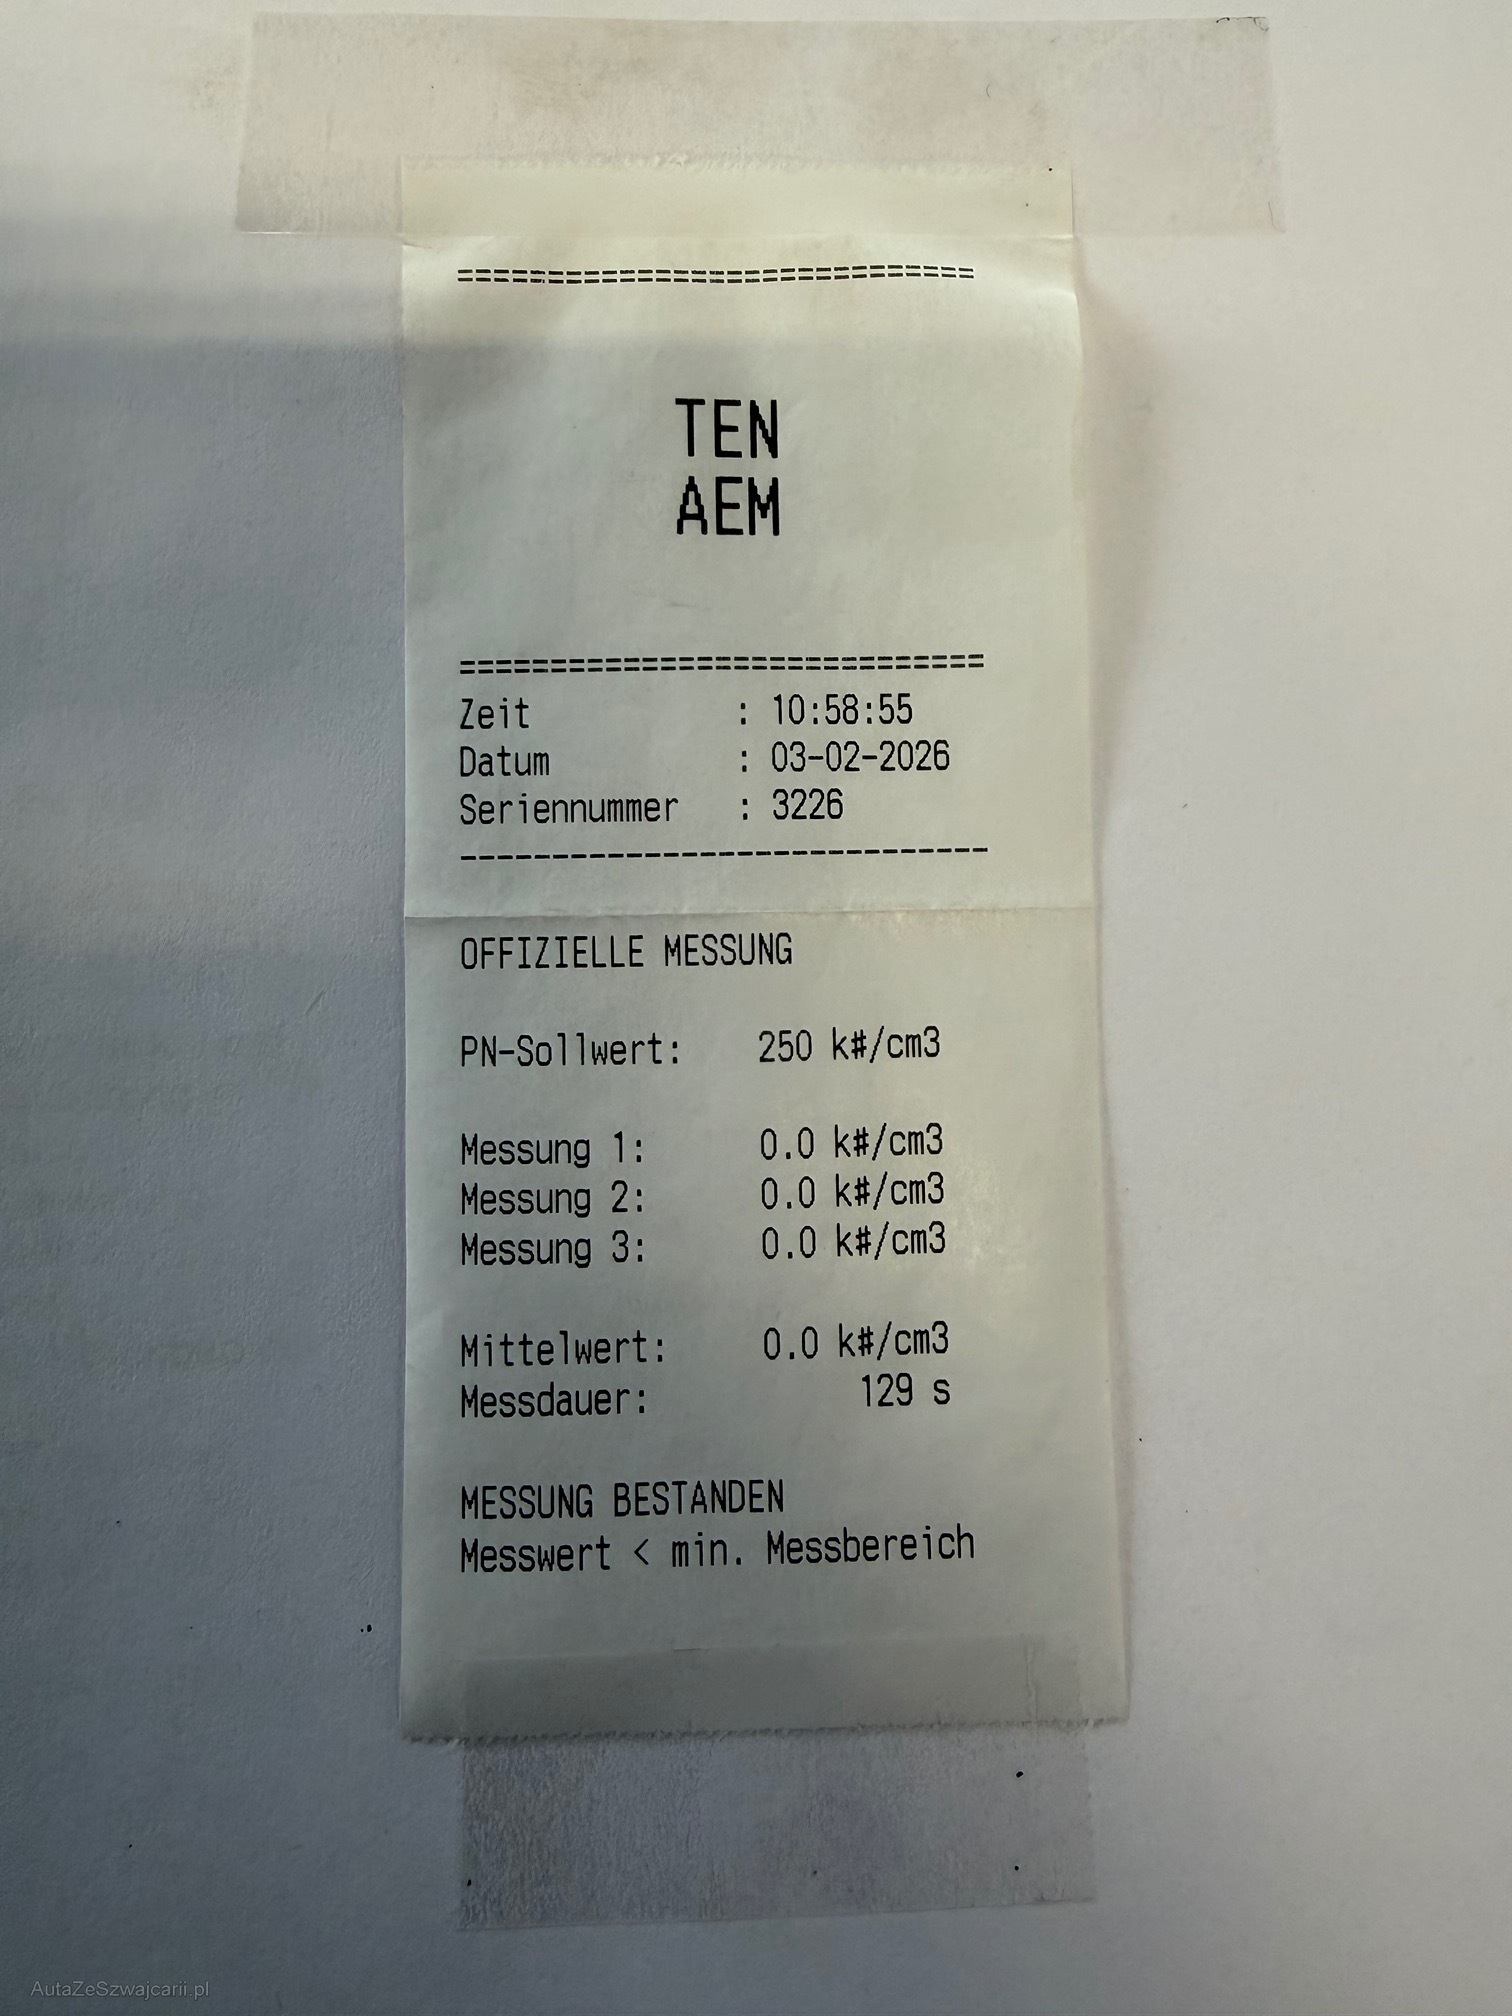 =============================
TEN
AEM
=============================
Zeit : 10:58:55
Datum : 03-02-2026
Seriennummer : 3226
-----------------------------
OFFIZIELLE MESSUNG
PN-Sollwert: 250 k#/cm3
Messung 1: 0.0 k#/cm3
Messung 2: 0.0 k#/cm3
Messung 3: 0.0 k#/cm3
Mittelwert: 0.0 k#/cm3
Messdauer: 129 s
MESSUNG BESTANDEN
Messwert < min. Messbereich
AutaZeSzwajcarii.pl